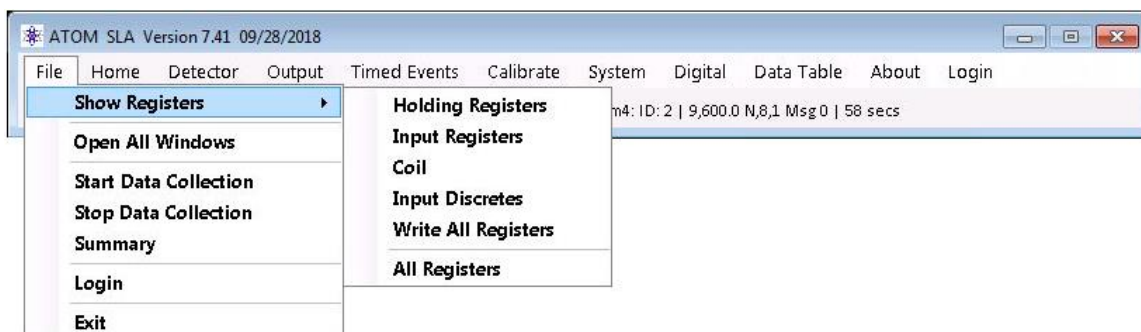 ATOM SLA Version 7.41 09/28/2018
File Home Detector Output Timed Events Calibrate System Digital Data Table About Login
m4: ID: 2 | 9,600.0 N,8,1 Msg 0 | 58 secs
Show Registers
Open All Windows
Start Data Collection
Stop Data Collection
Summary
Login
Exit
Holding Registers
Input Registers
Coil
Input Discretes
Write All Registers
All Registers